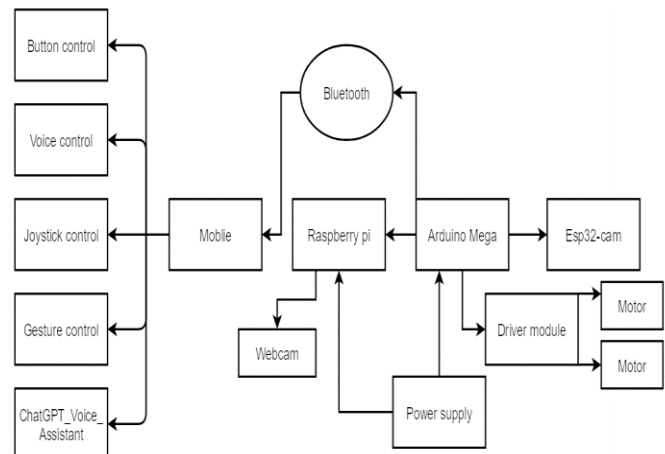 Button control
Voice control
Joystick control
Gesture control
ChatGPT_Voice_
Assistant
Moblie
Bluetooth
Raspberry pi
Arduino Mega
Esp32-cam
Webcam
Driver module
Motor
Motor
Power supply